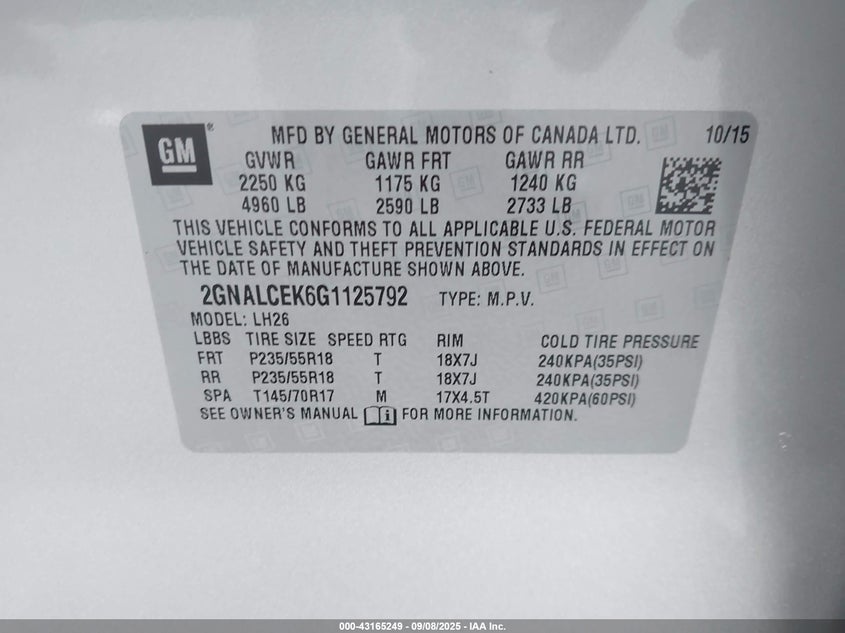 GM ® MFD BY GENERAL MOTORS OF CANADA LTD. 10/15
GVWR GAWR FRT GAWR RR
2250 KG 1175 KG 1240 KG
4960 LB 2590 LB 2733 LB
THIS VEHICLE CONFORMS TO ALL APPLICABLE U.S. FEDERAL MOTOR
VEHICLE SAFETY AND THEFT PREVENTION STANDARDS IN EFFECT ON
THE DATE OF MANUFACTURE SHOWN ABOVE.
2GNALCEK6G1125792 TYPE: M.P.V.
MODEL: LH26
LBBS TIRE SIZE SPEED RTG RIM COLD TIRE PRESSURE
FRT P235/55R18 T 18X7J 240KPA(35PSI)
RR P235/55R18 T 18X7J 240KPA(35PSI)
SPA T145/70R17 M 17X4.5T 420KPA(60PSI)
SEE OWNER'S MANUAL i FOR MORE INFORMATION.
000-43165249 - 09/08/2025 - IAA Inc.